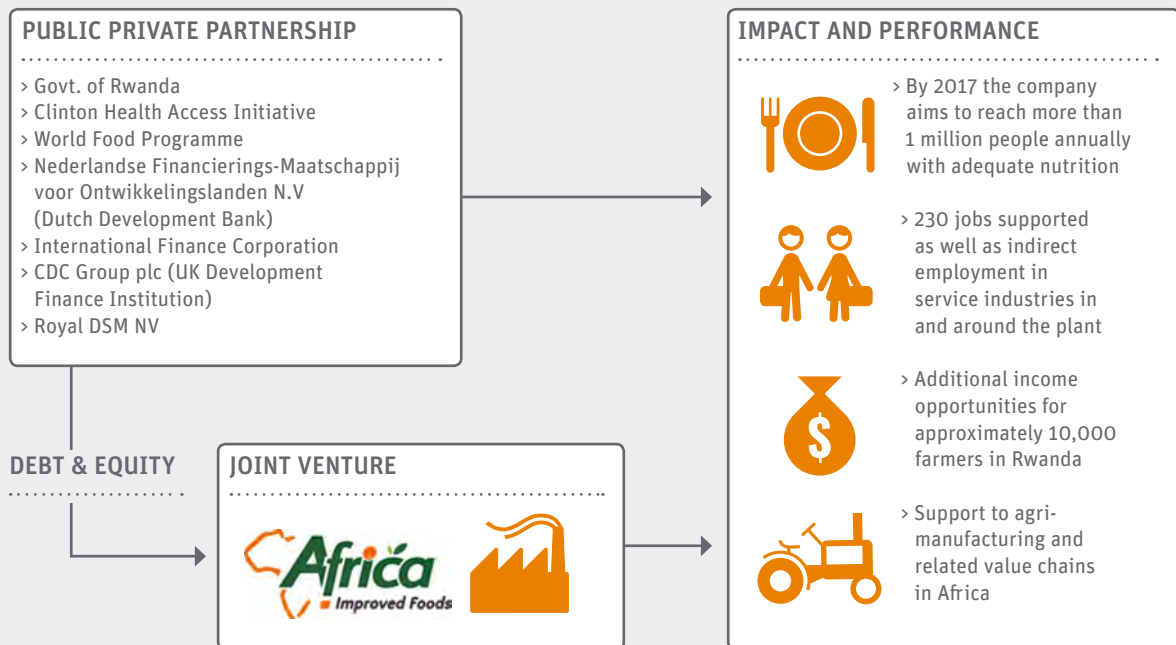 PUBLIC PRIVATE PARTNERSHIP
> Govt. of Rwanda
> Clinton Health Access Initiative
> World Food Programme
> Nederlandse Financierings-Maatschappij
voor Ontwikkelingslanden N.V
(Dutch Development Bank)
> International Finance Corporation
> CDC Group plc (UK Development
Finance Institution)
> Royal DSM NV
DEBT & EQUITY
JOINT VENTURE
Africa
Improved Foods
IMPACT AND PERFORMANCE
> By 2017 the company
aims to reach more than
1 million people annually
with adequate nutrition
> 230 jobs supported
as well as indirect
employment in
service industries in
and around the plant
$
> Additional income
opportunities for
approximately 10,000
farmers in Rwanda
> Support to agri-
manufacturing and
related value chains
in Africa